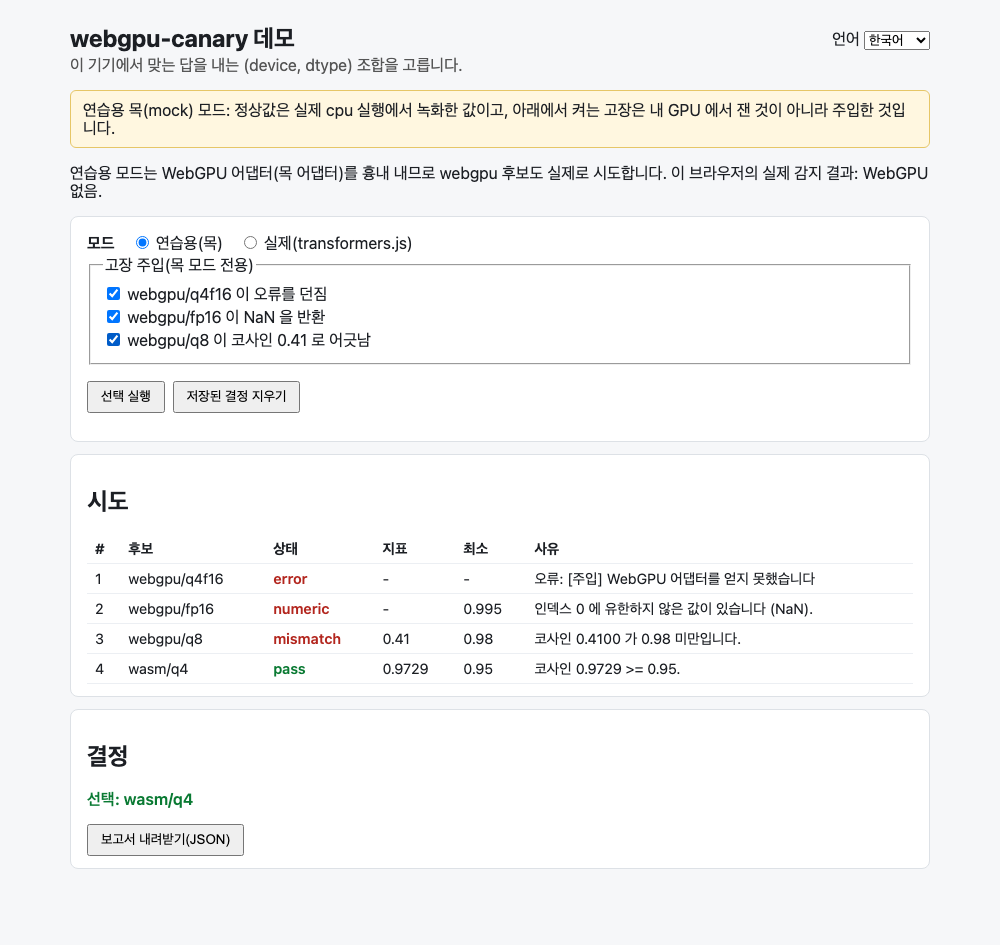 webgpu-canary 데모
언어 한국어
이 기기에서 맞는 답을 내는 (device, dtype) 조합을 고릅니다.
연습용 목(mock) 모드: 정상값은 실제 cpu 실행에서 녹화한 값이고, 아래에서 켜는 고장은 내 GPU 에서 잰 것이 아니라 주입한 것입
니다.
연습용 모드는 WebGPU 어댑터(목 어댑터)를 흉내 내므로 webgpu 후보도 실제로 시도합니다. 이 브라우저의 실제 감지 결과: WebGPU
없음.
모드 연습용(목) 실제(transformers.js)
고장 주입(목 모드 전용)
webgpu/q4f16 이 오류를 던짐
webgpu/fp16 이 NaN 을 반환
webgpu/q8 이 코사인 0.41 로 어긋남
선택 실행 저장된 결정 지우기
시도
# 후보 상태 지표 최소 사유
1 webgpu/q4f16 error - - 오류: [주입] WebGPU 어댑터를 얻지 못했습니다
2 webgpu/fp16 numeric - 0.995 인덱스 0 에 유한하지 않은 값이 있습니다 (NaN).
3 webgpu/q8 mismatch 0.41 0.98 코사인 0.4100 가 0.98 미만입니다.
4 wasm/q4 pass 0.9729 0.95 코사인 0.9729 >= 0.95.
결정
선택: wasm/q4
보고서 내려받기(JSON)